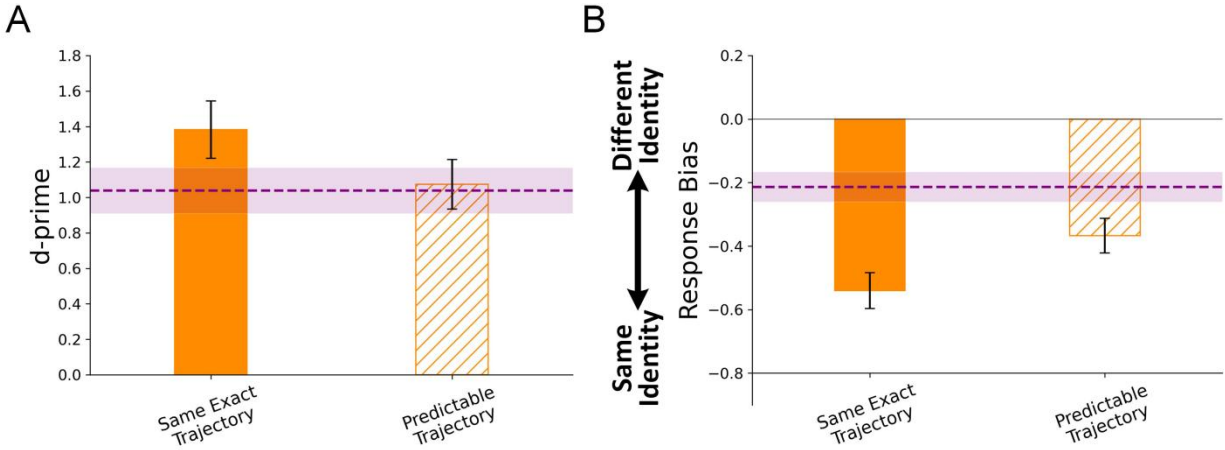 A
1.8
1.6
1.4
1.2
1.0
0.8
0.6
0.4
0.2
0.0
d-prime
Same Exact
Trajectory
Predictable
Trajectory
B
Different
Identity
Same
Identity
Response Bias
0.2
0.0
−0.2
−0.4
−0.6
−0.8
Same Exact
Trajectory
Predictable
Trajectory